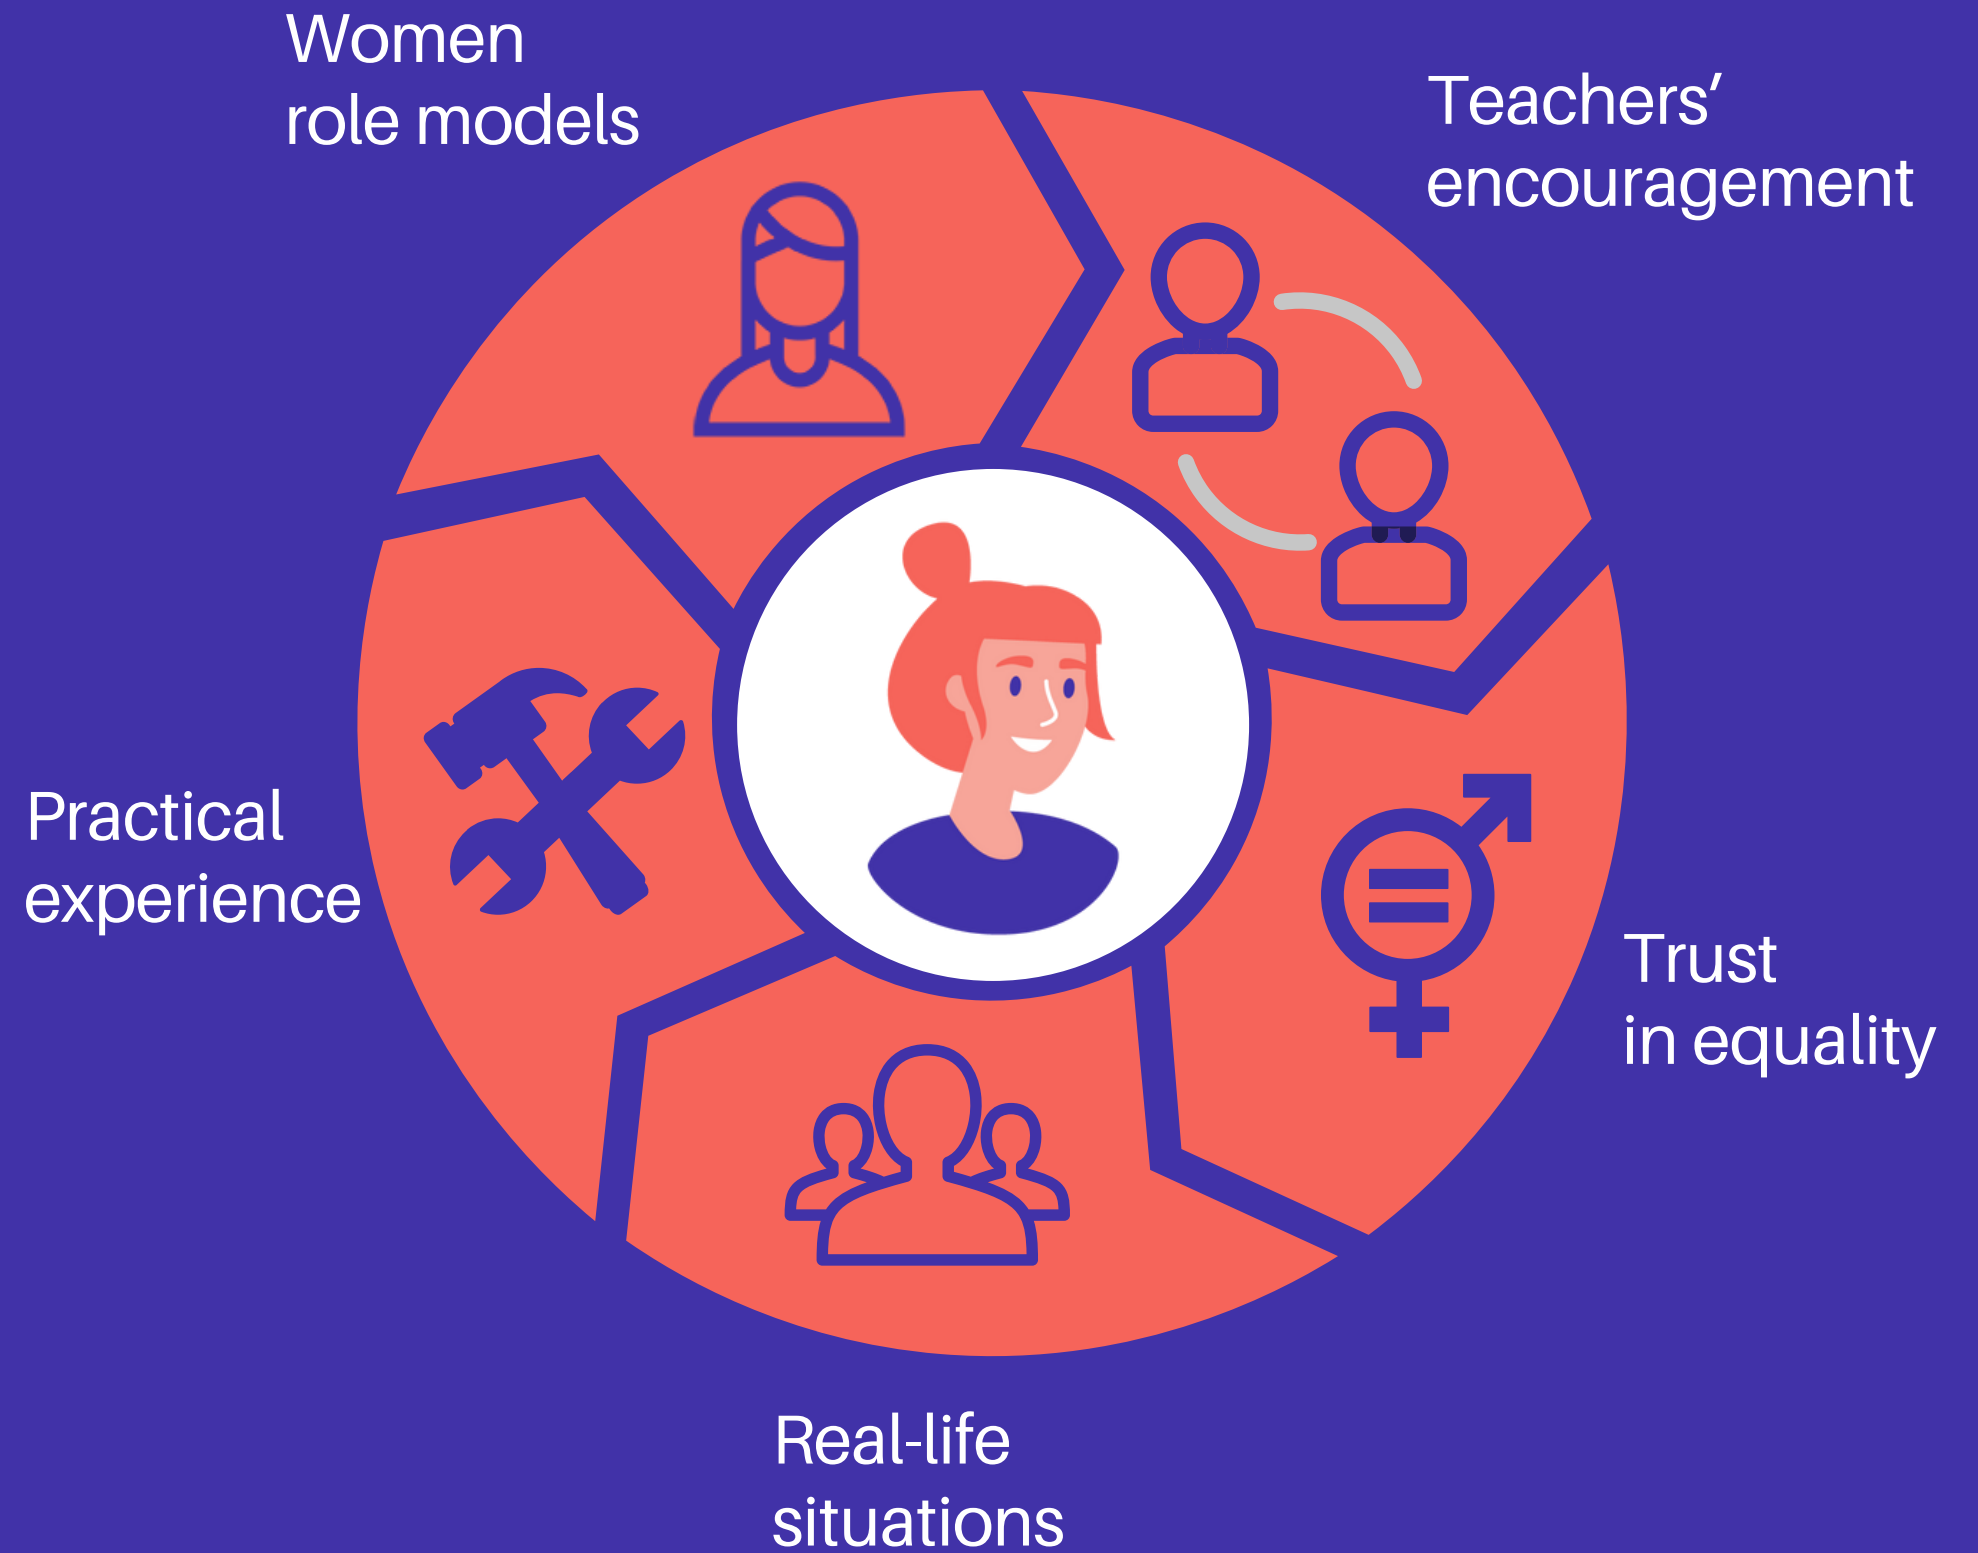 Women
role models
Teachers’
encouragement
Practical
experience
Trust
in equality
Real-life
situations